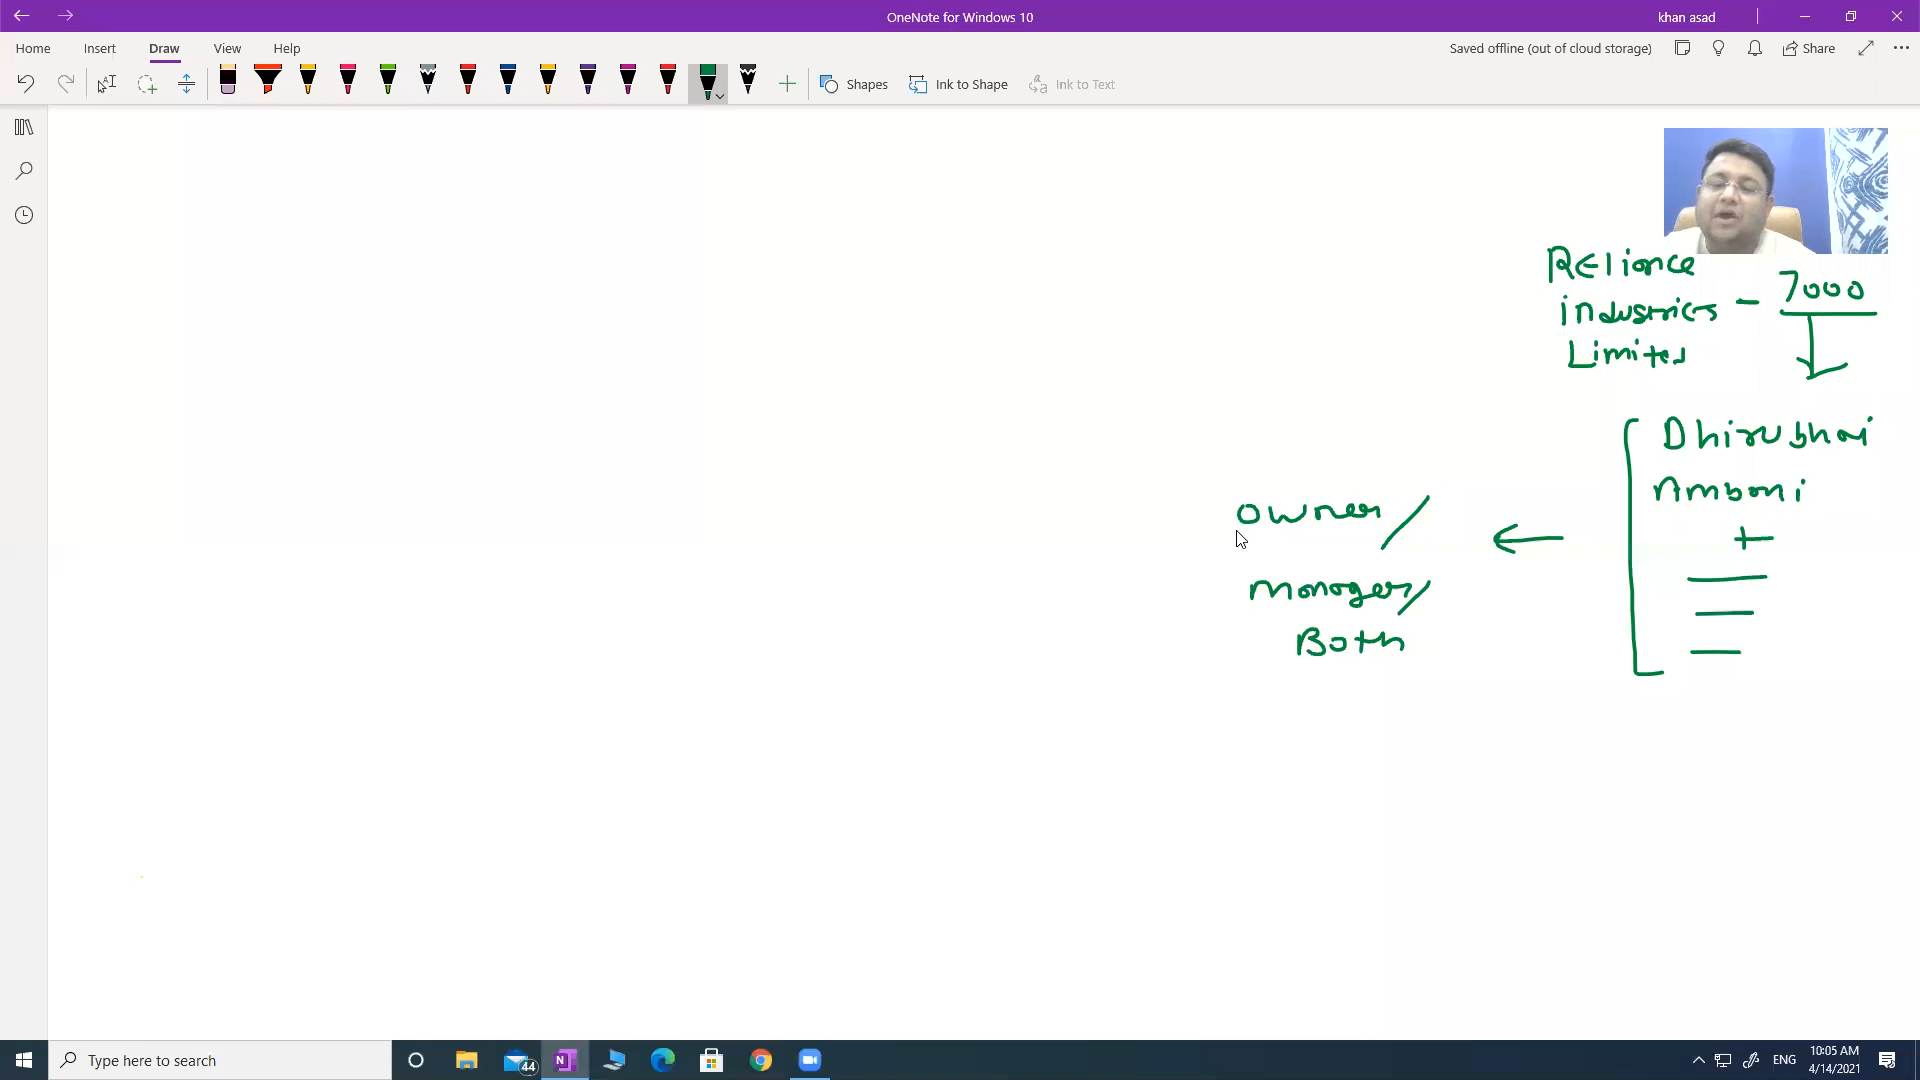 OneNote for Windows 10
khan asad
Home Insert Draw View Help
Saved offline (out of cloud storage)
Share
Shapes
Ink to Shape
Ink to Text
RElionce
industries - 7000
Limited
Dhirubhai
Ambani
+
owner/
manager/
Both
Type here to search
44
ENG
10:05 AM
4/14/2021